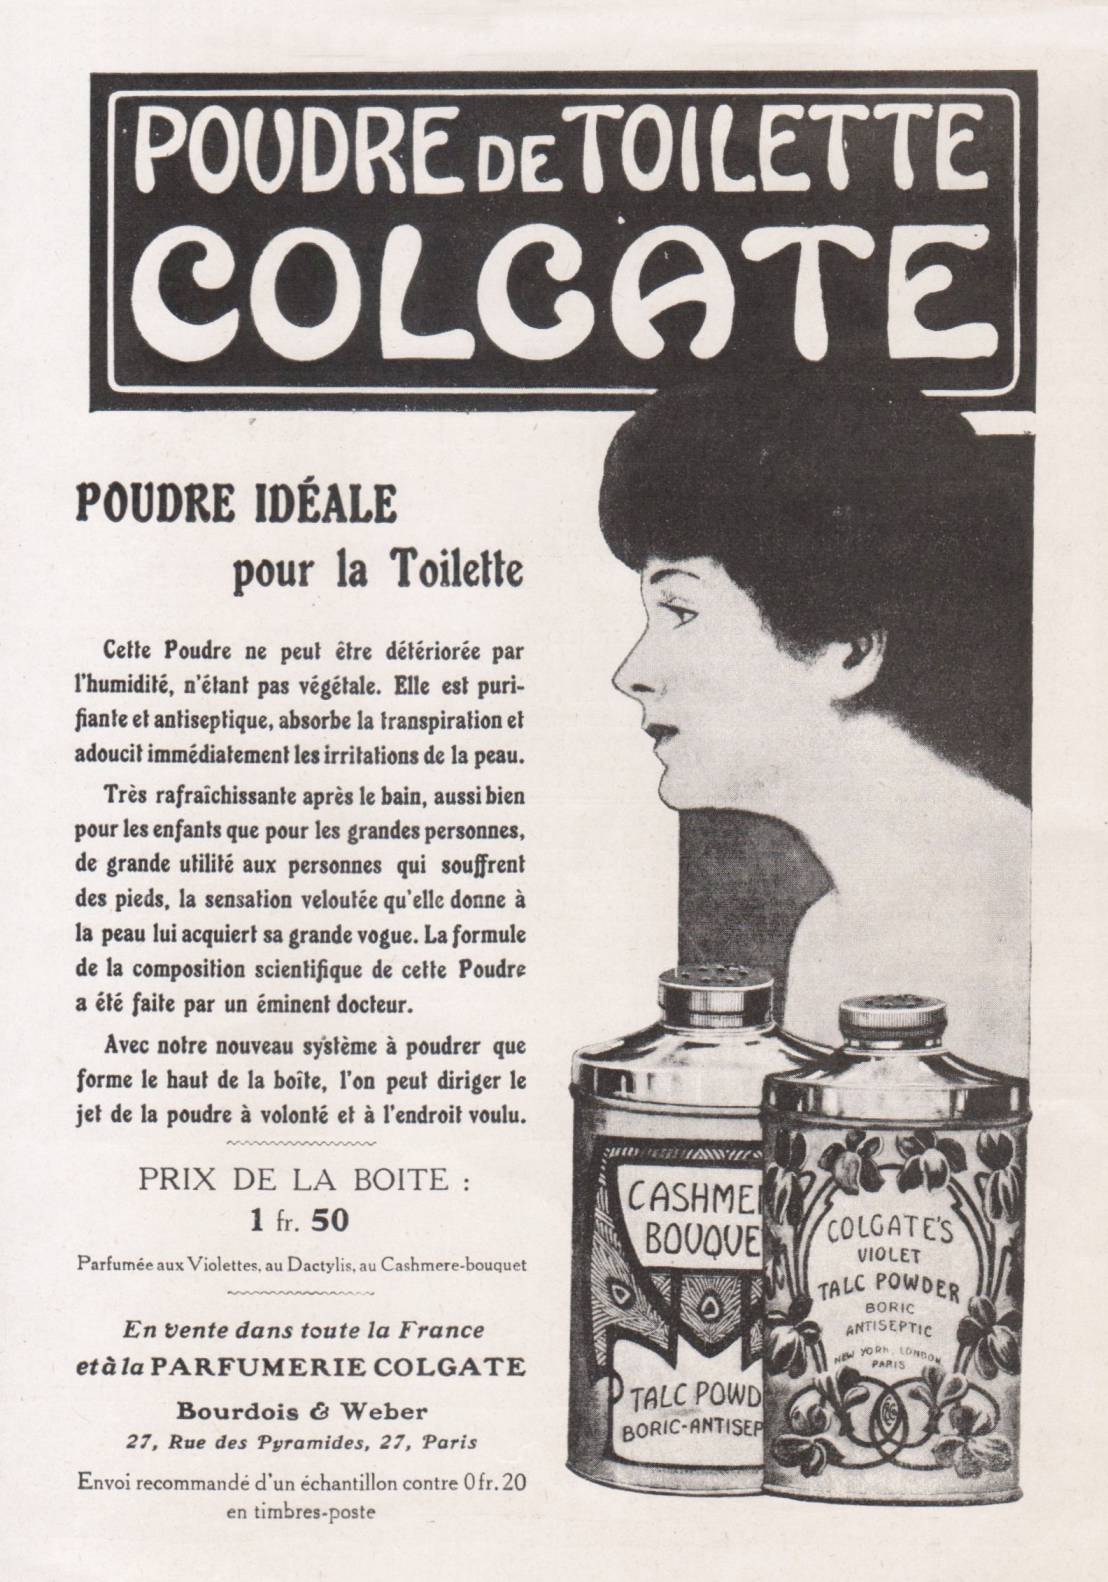 POUDRE DE TOILETTE
COLGATE
POUDRE IDÉALE
pour la Toilette
Cette Poudre ne peut être détériorée par
l'humidité, n'étant pas végétale. Elle est puri-
fiante et antiseptique, absorbe la transpiration et
adoucit immédiatement les irritations de la peau.
Très rafraîchissante après le bain, aussi bien
pour les enfants que pour les grandes personnes,
de grande utilité aux personnes qui souffrent
des pieds, la sensation veloutée qu'elle donne à
la peau lui acquiert sa grande vogue. La formule
de la composition scientifique de cette Poudre
a été faite par un éminent docteur.
Avec notre nouveau système à poudrer que
forme le haut de la boîte, l'on peut diriger le
jet de la poudre à volonté et à l'endroit voulu.
PRIX DE LA BOITE :
1 fr. 50
Parfumée aux Violettes, au Dactylis, au Cashmere-bouquet
En vente dans toute la France
et à la PARFUMERIE COLGATE
Bourdois & Weber
27, Rue des Pyramides, 27, Paris
Envoi recommandé d'un échantillon contre 0 fr. 20
en timbres-poste
CASHME
BOUQUE
TALC POWD
BORIC-ANTISEP
COLGATE'S
VIOLET
TALC POWDER
BORIC
ANTISEPTIC
NEW YORK, LONDON
PARIS